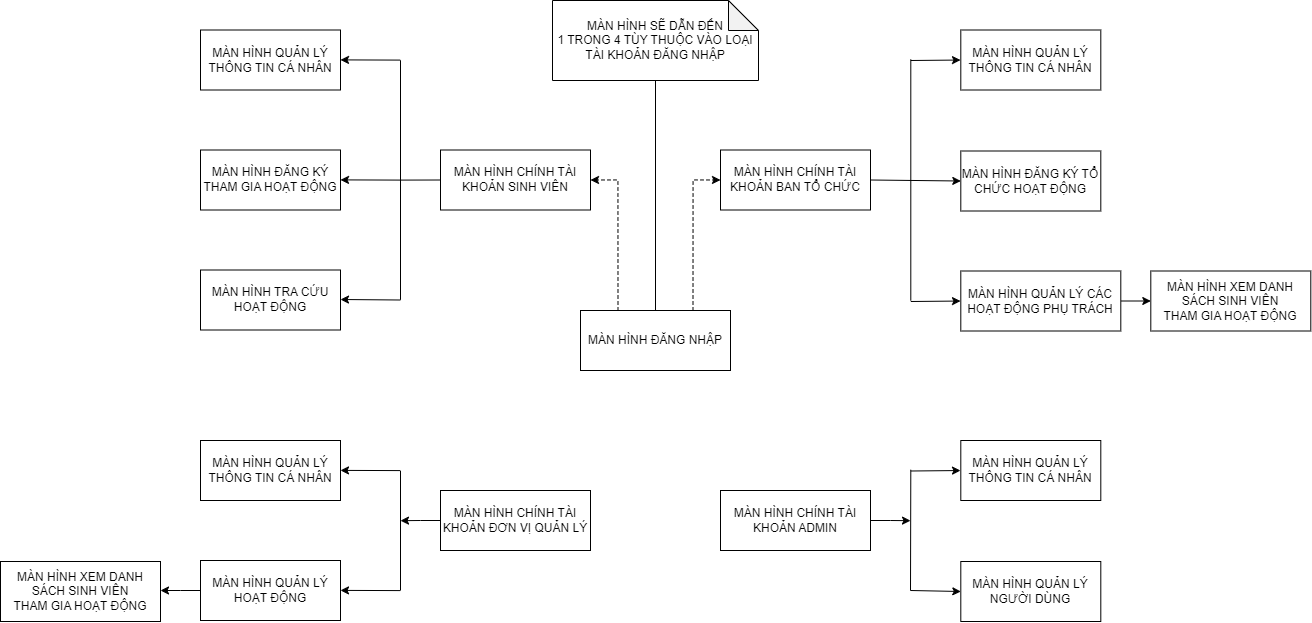 MÀN HÌNH SẼ DẪN ĐẾN
1 TRONG 4 TÙY THUỘC VÀO LOẠI
TÀI KHOẢN ĐĂNG NHẬP
MÀN HÌNH QUẢN LÝ
THÔNG TIN CÁ NHÂN
MÀN HÌNH ĐĂNG KÝ
THAM GIA HOẠT ĐỘNG
MÀN HÌNH TRA CỨU
HOẠT ĐỘNG
MÀN HÌNH CHÍNH TÀI
KHOẢN SINH VIÊN
MÀN HÌNH ĐĂNG NHẬP
MÀN HÌNH CHÍNH TÀI
KHOẢN BAN TỔ CHỨC
MÀN HÌNH QUẢN LÝ
THÔNG TIN CÁ NHÂN
MÀN HÌNH ĐĂNG KÝ TỔ
CHỨC HOẠT ĐỘNG
MÀN HÌNH QUẢN LÝ CÁC
HOẠT ĐỘNG PHỤ TRÁCH
MÀN HÌNH XEM DANH
SÁCH SINH VIÊN
THAM GIA HOẠT ĐỘNG
MÀN HÌNH QUẢN LÝ
THÔNG TIN CÁ NHÂN
MÀN HÌNH CHÍNH TÀI
KHOẢN ĐƠN VỊ QUẢN LÝ
MÀN HÌNH QUẢN LÝ
HOẠT ĐỘNG
MÀN HÌNH XEM DANH
SÁCH SINH VIÊN
THAM GIA HOẠT ĐỘNG
MÀN HÌNH CHÍNH TÀI
KHOẢN ADMIN
MÀN HÌNH QUẢN LÝ
THÔNG TIN CÁ NHÂN
MÀN HÌNH QUẢN LÝ
NGƯỜI DÙNG